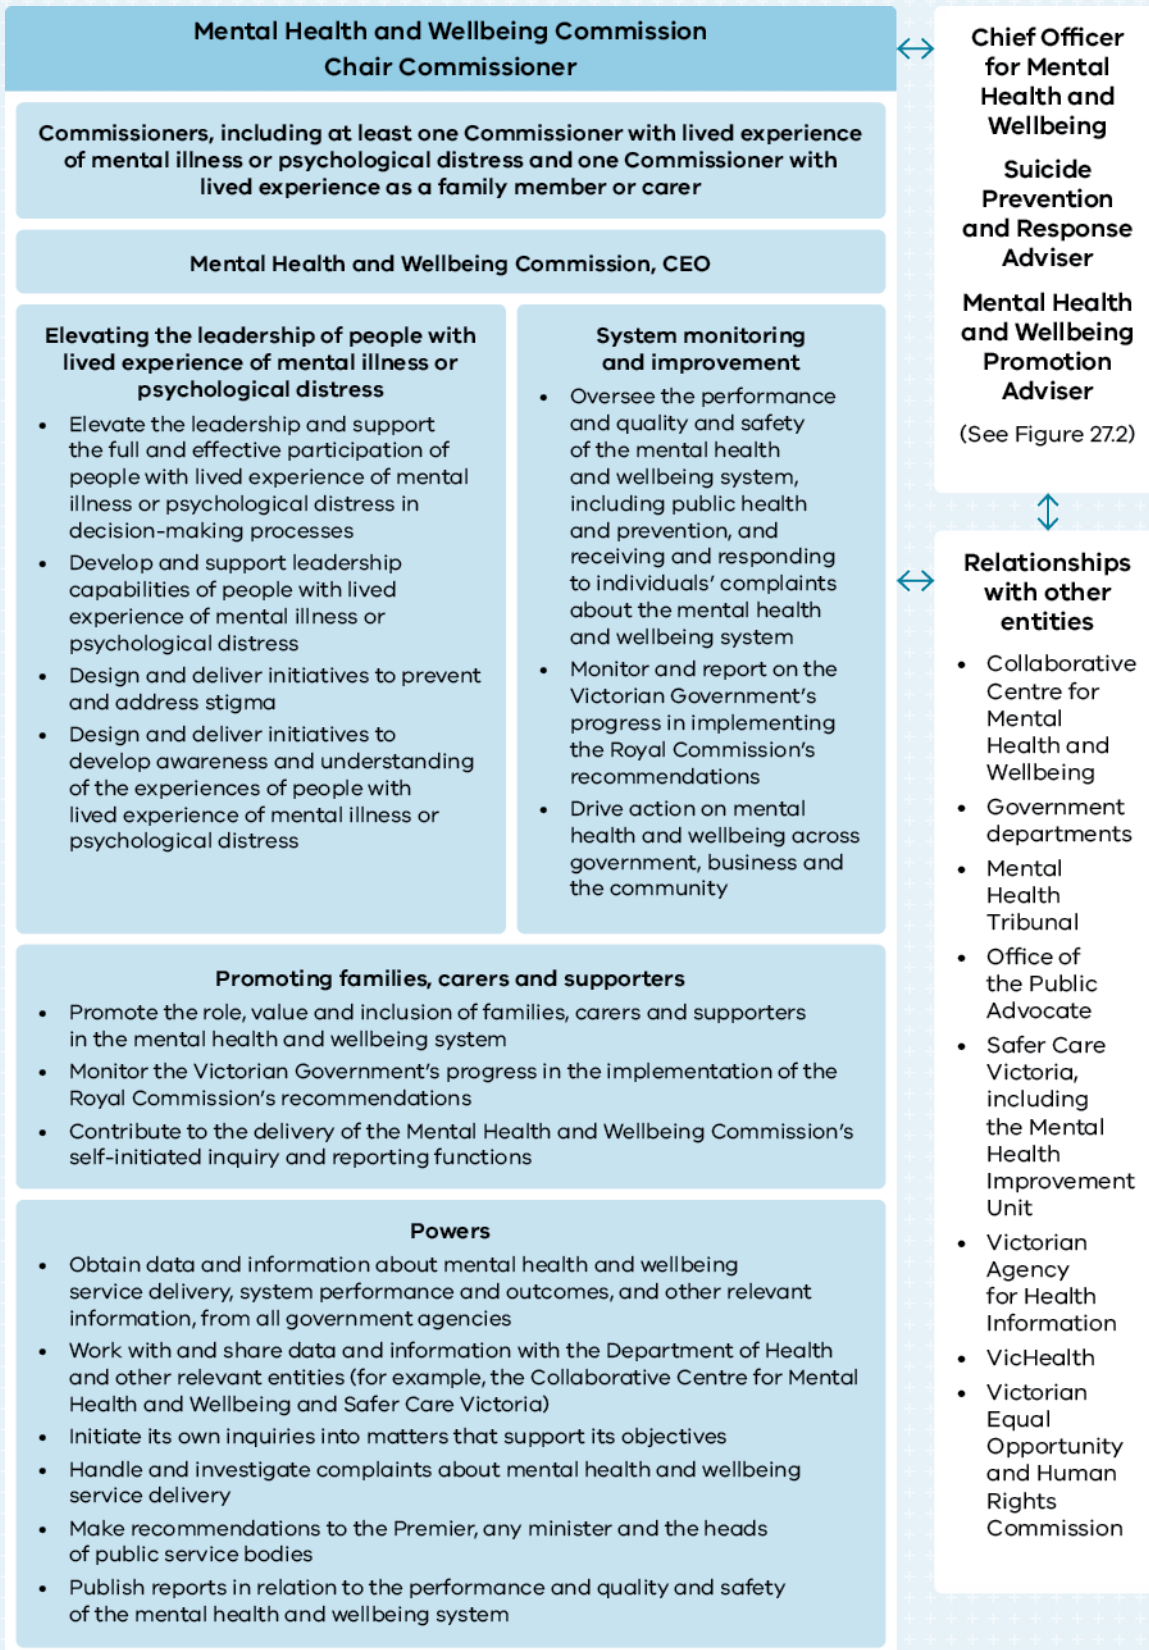 Mental Health and Wellbeing Commission
Chair Commissioner
Commissioners, including at least one Commissioner with lived experience
of mental illness or psychological distress and one Commissioner with
lived experience as a family member or carer
Mental Health and Wellbeing Commission, CEO
Elevating the leadership of people with
lived experience of mental illness or
psychological distress
• Elevate the leadership and support
the full and effective participation of
people with lived experience of mental
illness or psychological distress in
decision-making processes
• Develop and support leadership
capabilities of people with lived
experience of mental illness or
psychological distress
• Design and deliver initiatives to prevent
and address stigma
• Design and deliver initiatives to
develop awareness and understanding
of the experiences of people with
lived experience of mental illness or
psychological distress
System monitoring
and improvement
• Oversee the performance
and quality and safety
of the mental health
and wellbeing system,
including public health
and prevention, and
receiving and responding
to individuals’ complaints
about the mental health
and wellbeing system
• Monitor and report on the
Victorian Government’s
progress in implementing
the Royal Commission’s
recommendations
• Drive action on mental
health and wellbeing across
government, business and
the community
Promoting families, carers and supporters
• Promote the role, value and inclusion of families, carers and supporters
in the mental health and wellbeing system
• Monitor the Victorian Government’s progress in the implementation of the
Royal Commission’s recommendations
• Contribute to the delivery of the Mental Health and Wellbeing Commission’s
self-initiated inquiry and reporting functions
Powers
• Obtain data and information about mental health and wellbeing
service delivery, system performance and outcomes, and other relevant
information, from all government agencies
• Work with and share data and information with the Department of Health
and other relevant entities (for example, the Collaborative Centre for Mental
Health and Wellbeing and Safer Care Victoria)
• Initiate its own inquiries into matters that support its objectives
• Handle and investigate complaints about mental health and wellbeing
service delivery
• Make recommendations to the Premier, any minister and the heads
of public service bodies
• Publish reports in relation to the performance and quality and safety
of the mental health and wellbeing system
Chief Officer
for Mental
Health and
Wellbeing
Suicide
Prevention
and Response
Adviser
Mental Health
and Wellbeing
Promotion
Adviser
(See Figure 27.2)
Relationships
with other
entities
• Collaborative
Centre for
Mental
Health and
Wellbeing
• Government
departments
• Mental
Health
Tribunal
• Office of
the Public
Advocate
• Safer Care
Victoria,
including
the Mental
Health
Improvement
Unit
• Victorian
Agency
for Health
Information
• VicHealth
• Victorian
Equal
Opportunity
and Human
Rights
Commission